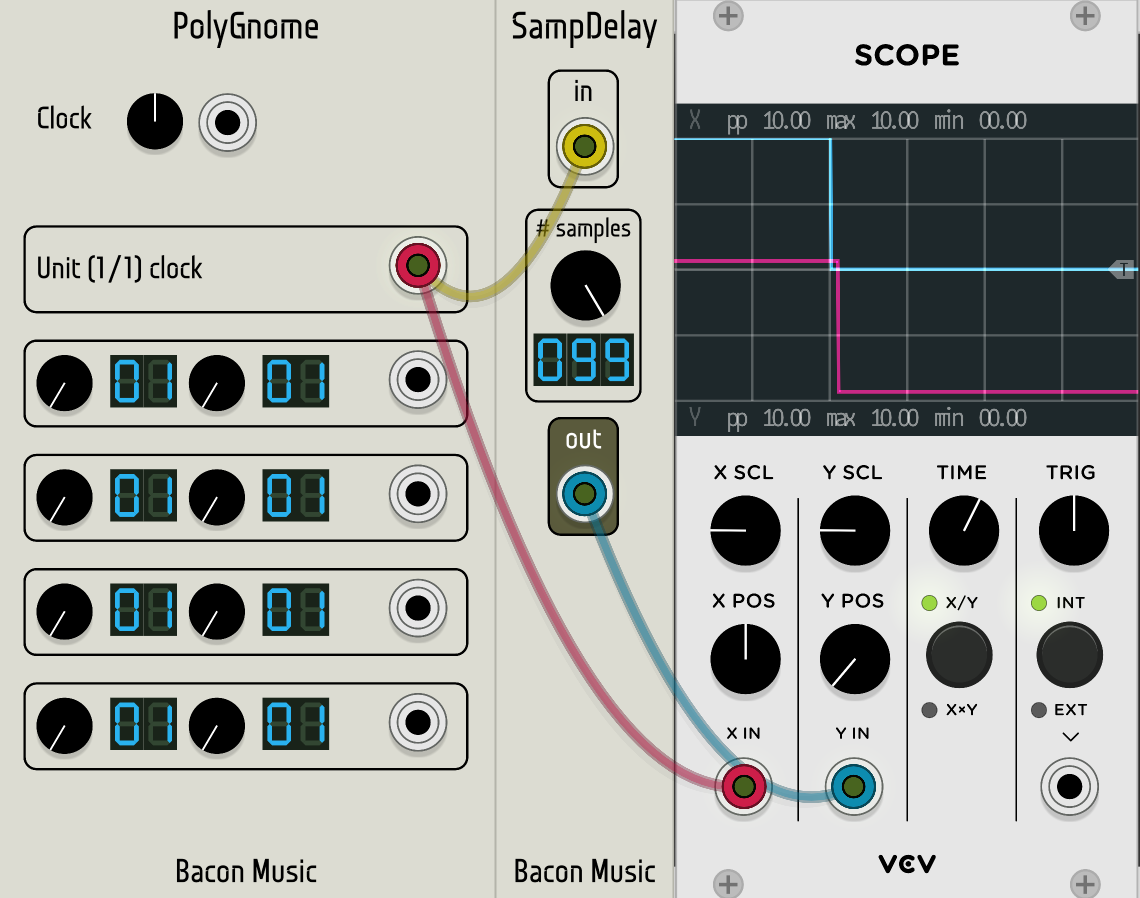 PolyGnome
Clock
Unit (1/1) clock
01 01
01 01
01 01
01 01
Bacon Music
SampDelay
in
# samples
099
out
Bacon Music
SCOPE
X pp 10.00 max 10.00 min 00.00
T
Y pp 10.00 max 10.00 min 00.00
X SCL Y SCL TIME TRIG
X POS Y POS X/Y INT
X×Y EXT
X IN Y IN
VCV